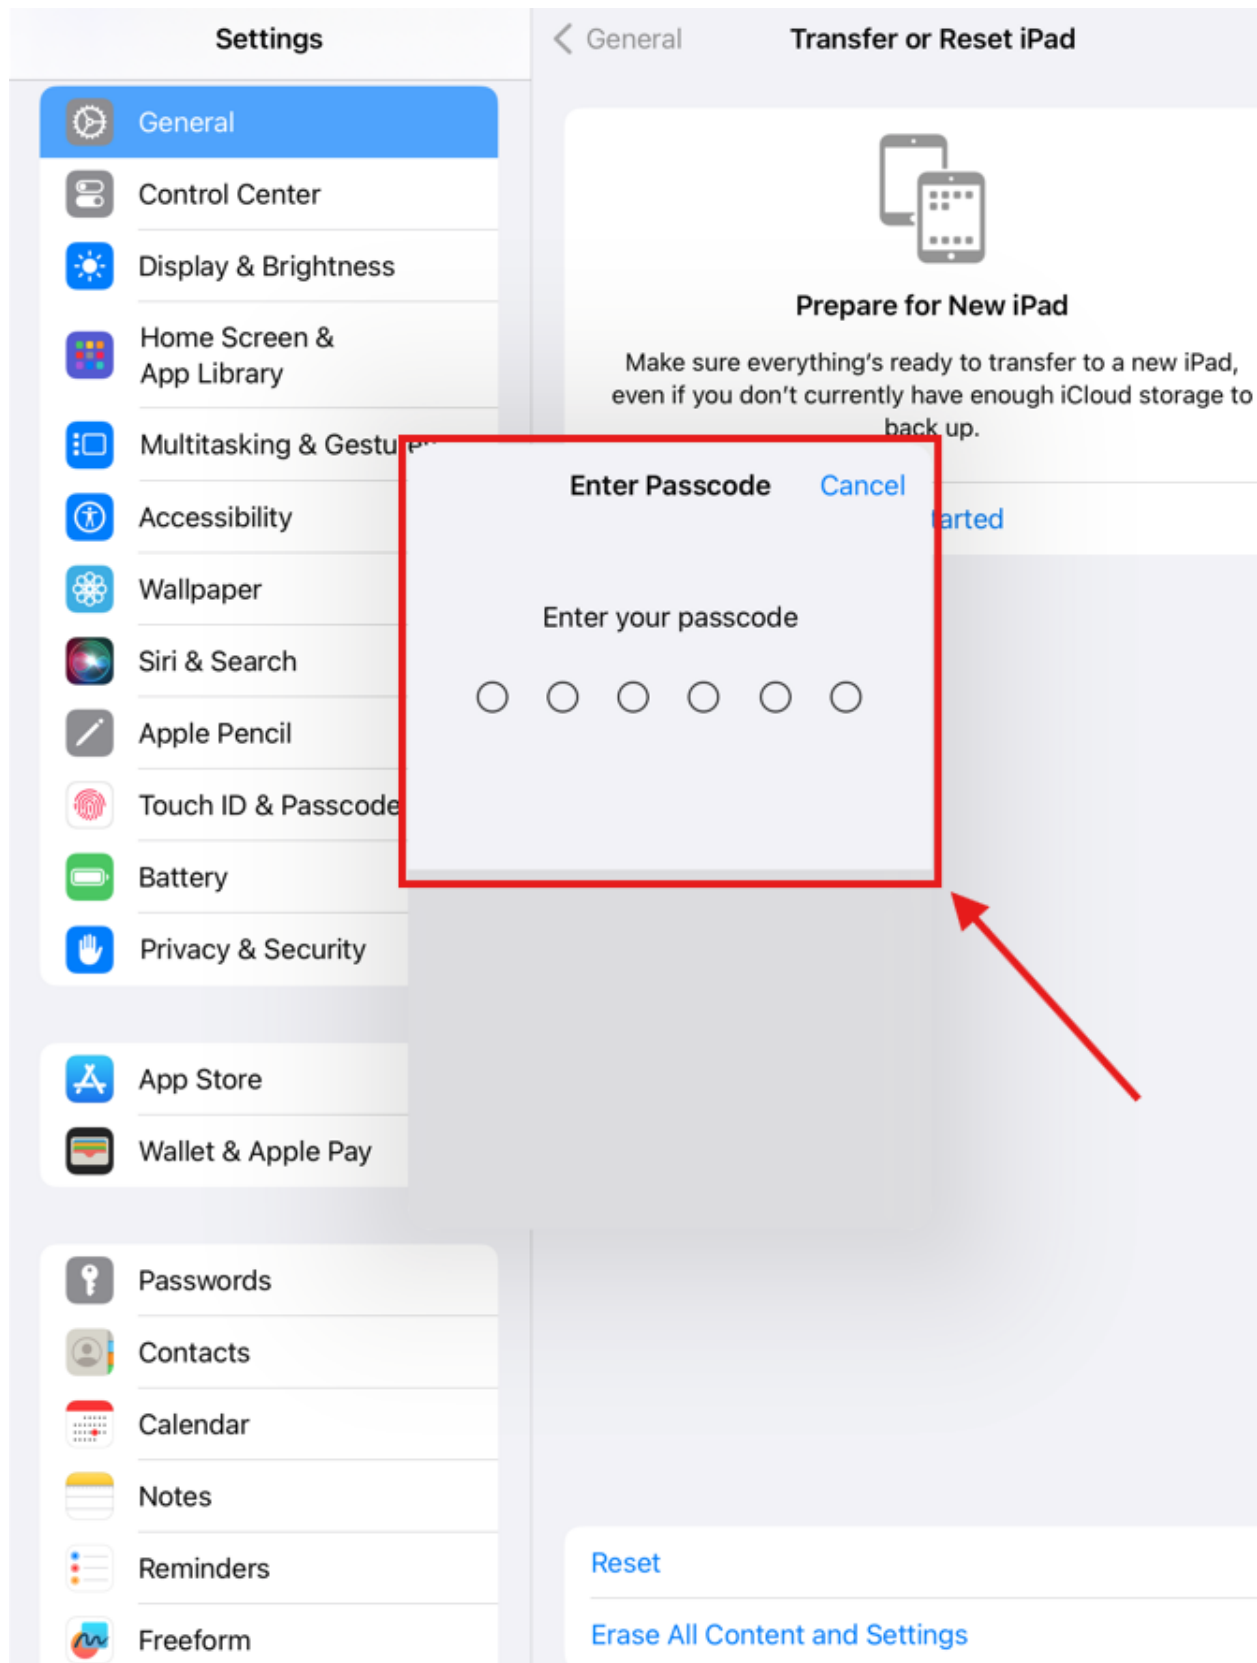 Settings
General
Control Center
Display & Brightness
Home Screen &
App Library
Multitasking & Gestures
Accessibility
Wallpaper
Siri & Search
Apple Pencil
Touch ID & Passcode
Battery
Privacy & Security
App Store
Wallet & Apple Pay
Passwords
Contacts
Calendar
Notes
Reminders
Freeform
General
Transfer or Reset iPad
Prepare for New iPad
Make sure everything's ready to transfer to a new iPad,
even if you don't currently have enough iCloud storage to
back up.
tarted
Enter Passcode
Cancel
Enter your passcode
Reset
Erase All Content and Settings